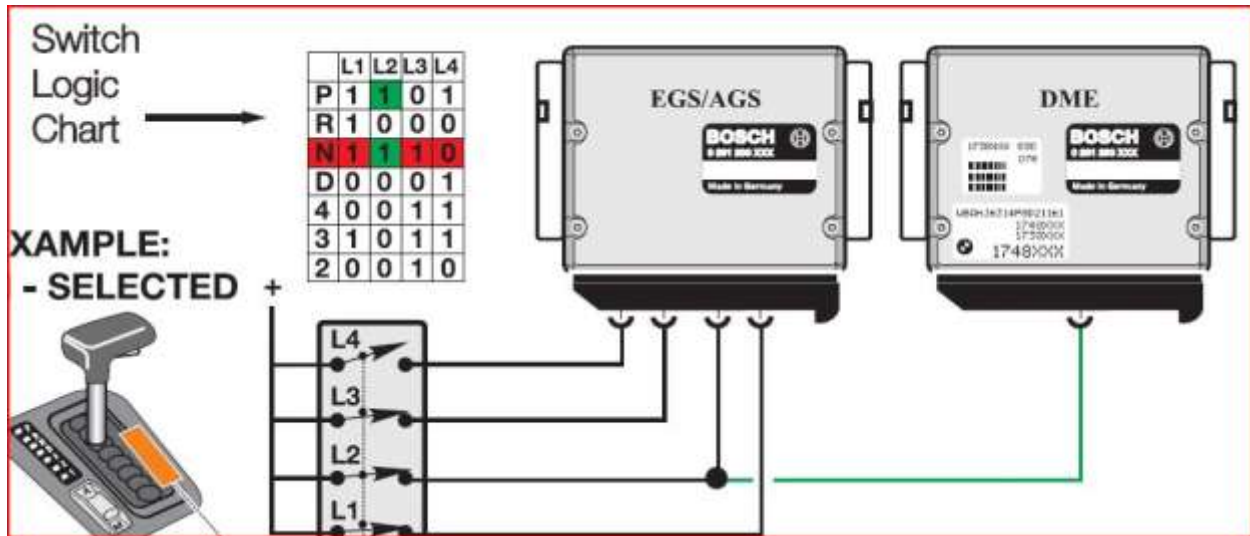 Switch
Logic
Chart
L1 L2 L3 L4
P 1 1 0 1
R 1 0 0 0
N 1 1 1 0
D 0 0 0 1
4 0 0 1 1
3 1 0 1 1
2 0 0 1 0
XAMPLE:
- SELECTED +
EGS/AGS
BOSCH
Made in Germany
DME
BOSCH
Made in Germany
1748XXX
1738XXX
1748XXX
L4
L3
L2
L1